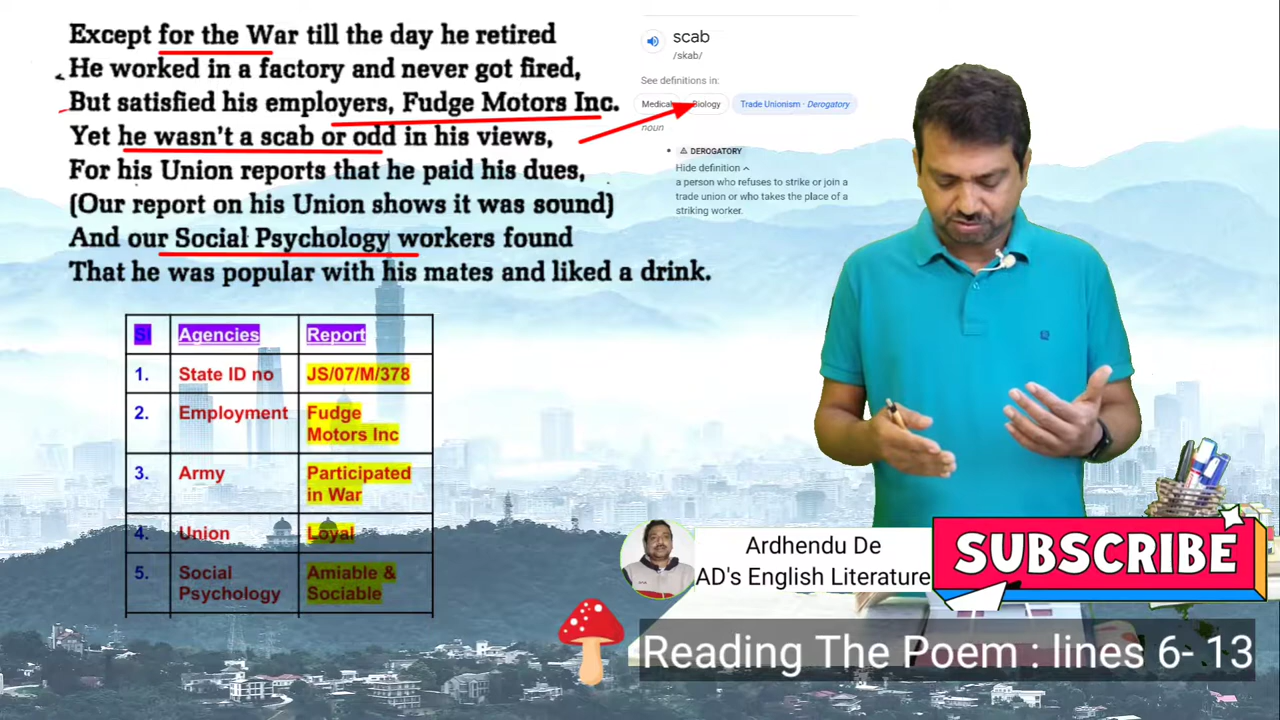 Except for the War till the day he retired
He worked in a factory and never got fired,
But satisfied his employers, Fudge Motors Inc.
Yet he wasn't a scab or odd in his views,
For his Union reports that he paid his dues,
(Our report on his Union shows it was sound)
And our Social Psychology workers found
That he was popular with his mates and liked a drink.
scab
/skab/
See definitions in:
Medical Biology Trade Unionism · Derogatory
noun
DEROGATORY
Hide definition
a person who refuses to strike or join a
trade union or who takes the place of a
striking worker.
Sl Agencies Report
1. State ID no JS/07/M/378
2. Employment Fudge
Motors Inc
3. Army Participated
in War
4. Union Loyal
5. Social Amiable &
Psychology Sociable
Ardhendu De
AD's English Literature
SUBSCRIBE
Reading The Poem : lines 6- 13